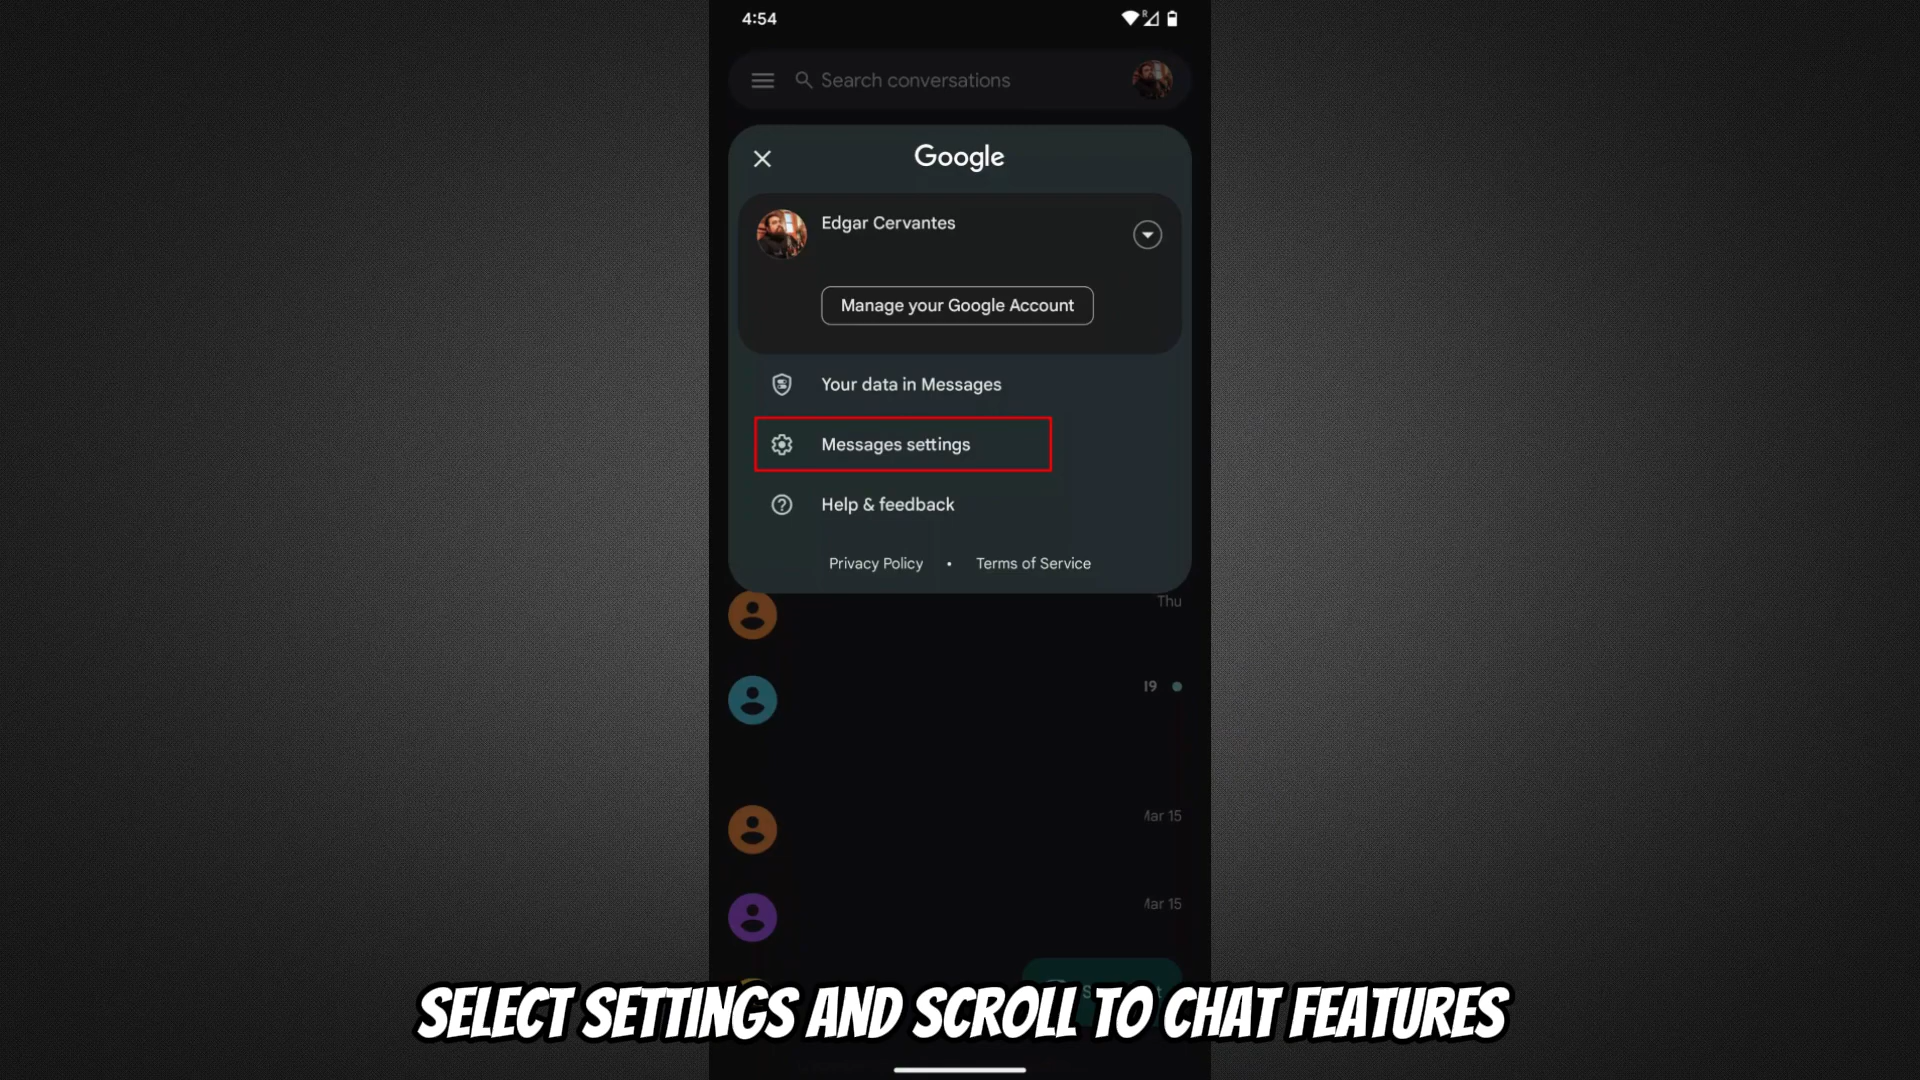 4:54
R
Search conversations
Google
Edgar Cervantes
Manage your Google Account
Your data in Messages
Messages settings
Help & feedback
Privacy Policy • Terms of Service
Thu
19
Mar 15
Mar 15
SELECT SETTINGS AND SCROLL TO CHAT FEATURES